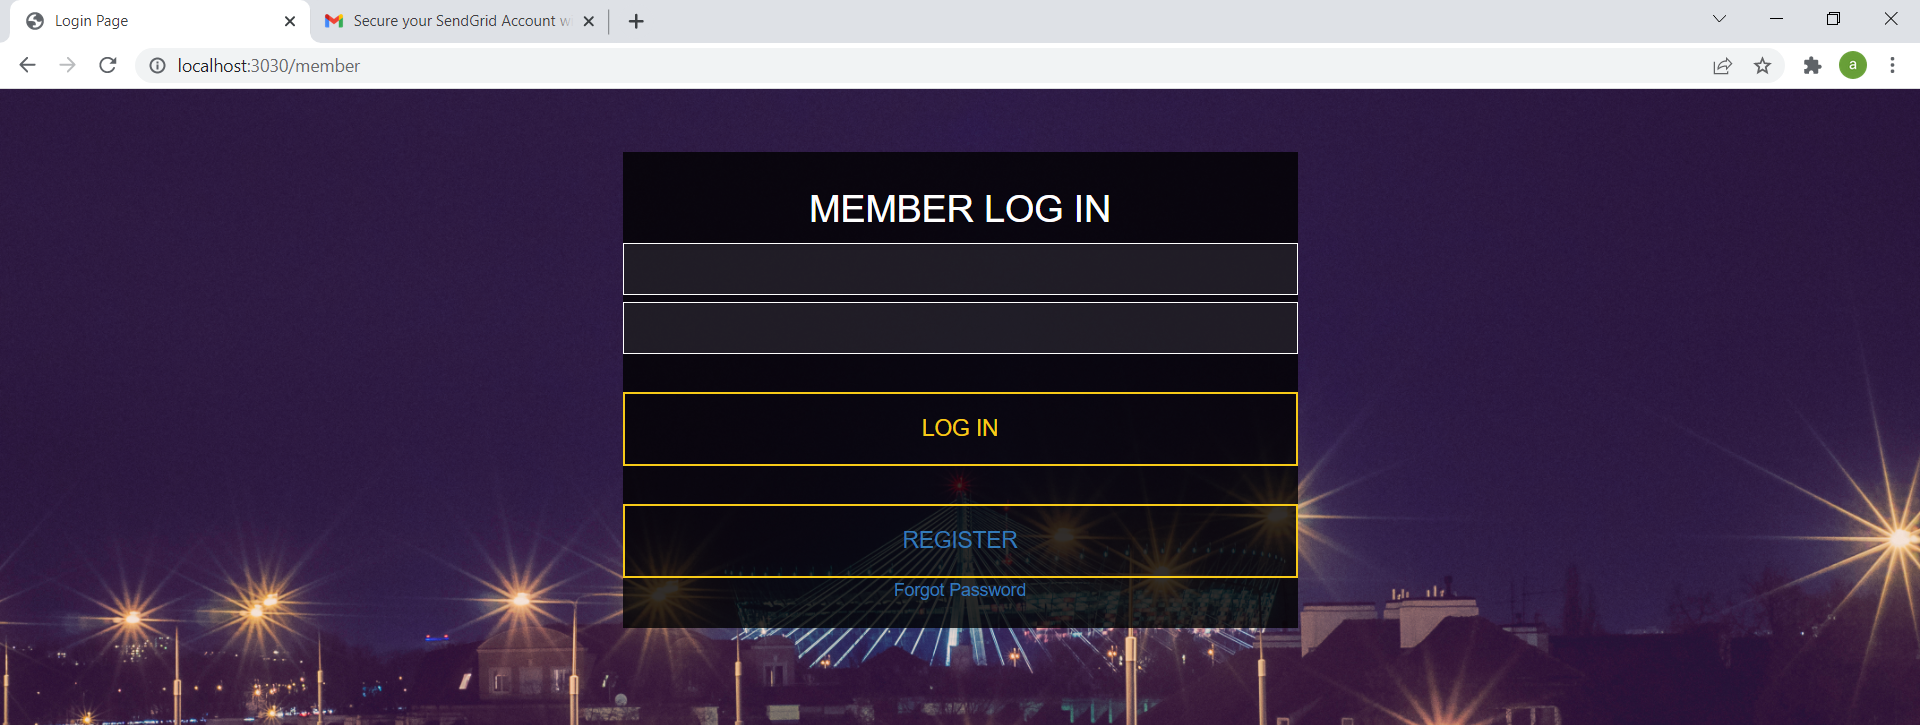 Login Page
Secure your SendGrid Account w
localhost:3030/member
a
MEMBER LOG IN
LOG IN
REGISTER
Forgot Password